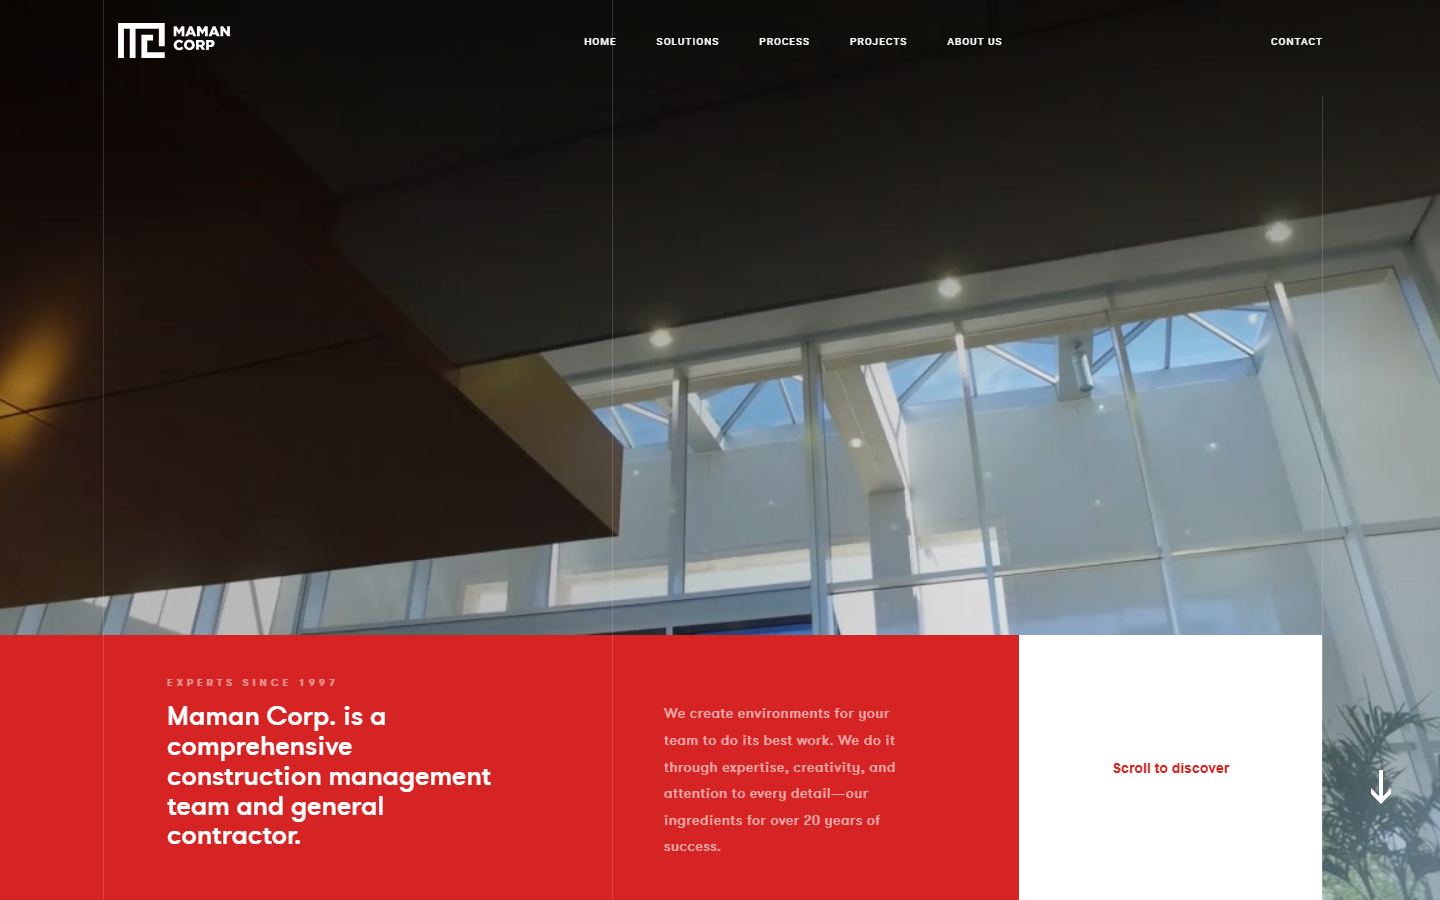 MAMAN
CORP
HOME
SOLUTIONS
PROCESS
PROJECTS
ABOUT US
CONTACT
EXPERTS SINCE 1997
Maman Corp. is a
comprehensive
construction management
team and general
contractor.
We create environments for your
team to do its best work. We do it
through expertise, creativity, and
attention to every detail—our
ingredients for over 20 years of
success.
Scroll to discover